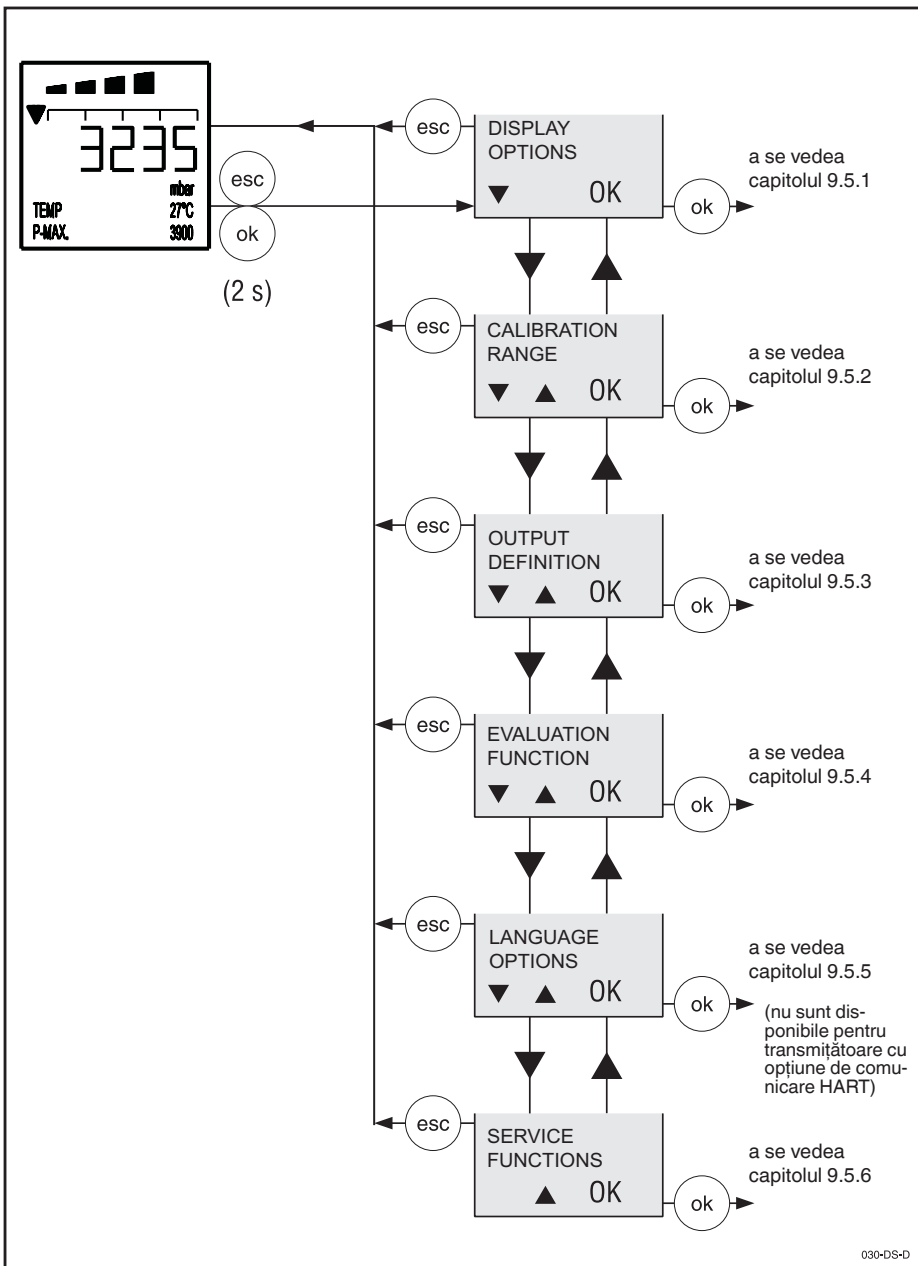 3235
mbar
TEMP 27°C
P-MAX. 3900
esc
ok
(2 s)
esc
DISPLAY
OPTIONS
▼ OK
ok
a se vedea
capitolul 9.5.1
esc
CALIBRATION
RANGE
▼ ▲ OK
ok
a se vedea
capitolul 9.5.2
esc
OUTPUT
DEFINITION
▼ ▲ OK
ok
a se vedea
capitolul 9.5.3
esc
EVALUATION
FUNCTION
▼ ▲ OK
ok
a se vedea
capitolul 9.5.4
esc
LANGUAGE
OPTIONS
▼ ▲ OK
ok
a se vedea
capitolul 9.5.5
(nu sunt dis-
ponibile pentru
transmițătoare cu
opțiune de comu-
nicare HART)
esc
SERVICE
FUNCTIONS
▲ OK
ok
a se vedea
capitolul 9.5.6
030-DS-D